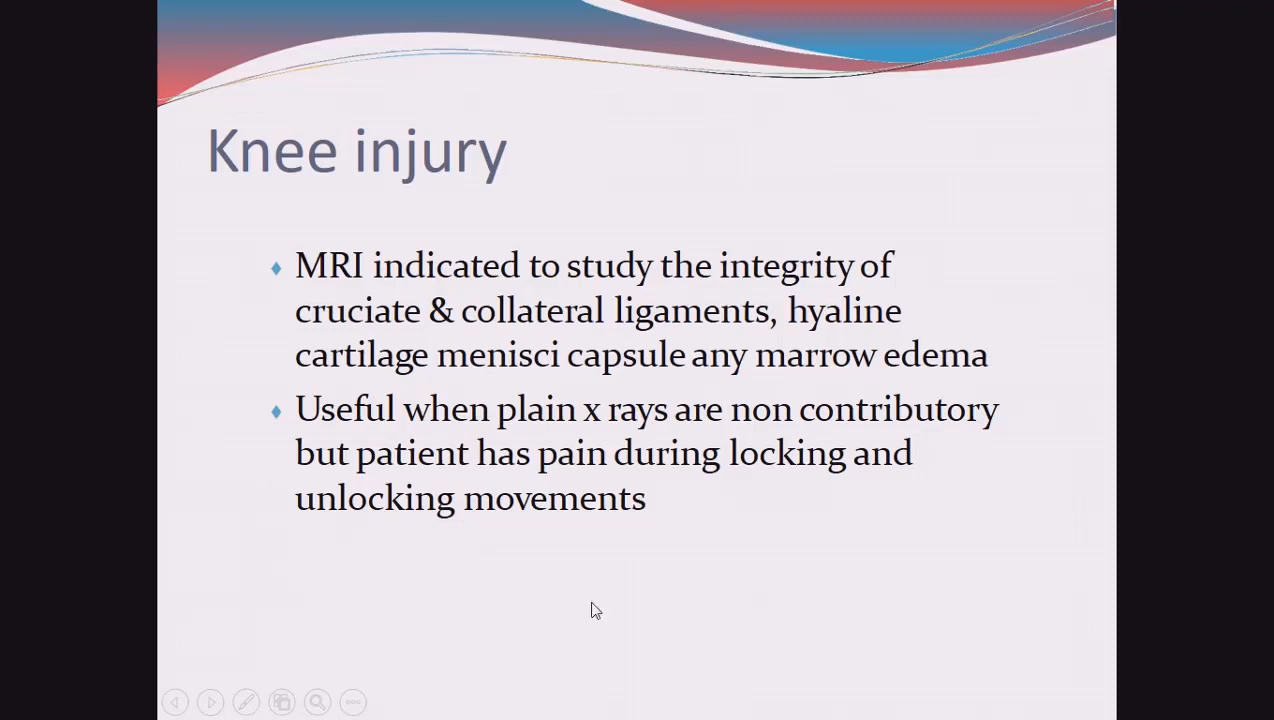 Knee injury
MRI indicated to study the integrity of
cruciate & collateral ligaments, hyaline
cartilage menisci capsule any marrow edema
Useful when plain x rays are non contributory
but patient has pain during locking and
unlocking movements